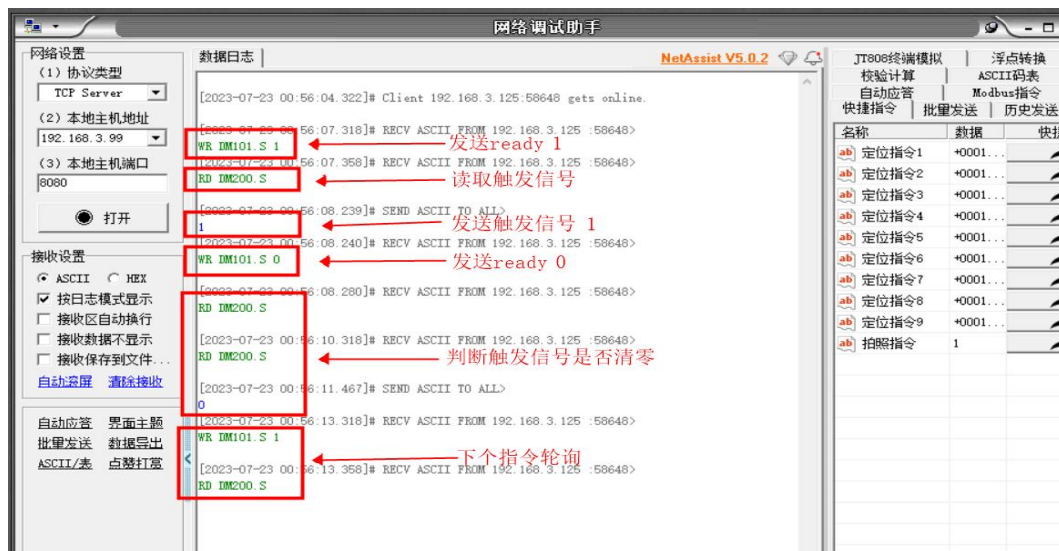 网络调试助手
网络设置
(1) 协议类型
TCP Server
(2) 本地主机地址
192.168.3.99
(3) 本地主机端口
8080
打开
接收设置
ASCII HEX
按日志模式显示
接收区自动换行
接收数据不显示
接收保存到文件...
自动滚屏 清除接收
自动应答 界面主题
批量发送 数据导出
ASCII/表 点赞打赏
数据日志
NetAssist V5.0.2
[2023-07-23 00:56:04.322]# Client 192.168.3.125:58648 gets online.
[2023-07-23 00:56:07.318]# RECV ASCII FROM 192.168.3.125 :58648>
WR DM101.S 1
发送ready 1
[2023-07-23 00:56:07.358]# RECV ASCII FROM 192.168.3.125 :58648>
RD DM200.S
读取触发信号
[2023-07-23 00:56:08.239]# SEND ASCII TO ALL>
1
发送触发信号 1
[2023-07-23 00:56:08.240]# RECV ASCII FROM 192.168.3.125 :58648>
WR DM101.S 0
发送ready 0
[2023-07-23 00:56:08.280]# RECV ASCII FROM 192.168.3.125 :58648>
RD DM200.S
[2023-07-23 00:56:10.318]# RECV ASCII FROM 192.168.3.125 :58648>
RD DM200.S
判断触发信号是否清零
[2023-07-23 00:56:11.467]# SEND ASCII TO ALL>
0
[2023-07-23 00:56:13.318]# RECV ASCII FROM 192.168.3.125 :58648>
WR DM101.S 1
下个指令轮询
[2023-07-23 00:56:13.358]# RECV ASCII FROM 192.168.3.125 :58648>
RD DM200.S
JT808终端模拟 浮点转换
校验计算 ASCII码表
自动应答 Modbus指令
快捷指令 批量发送 历史发送
名称 数据
定位指令1 +0001...
定位指令2 +0001...
定位指令3 +0001...
定位指令4 +0001...
定位指令5 +0001...
定位指令6 +0001...
定位指令7 +0001...
定位指令8 +0001...
定位指令9 +0001...
拍照指令 1